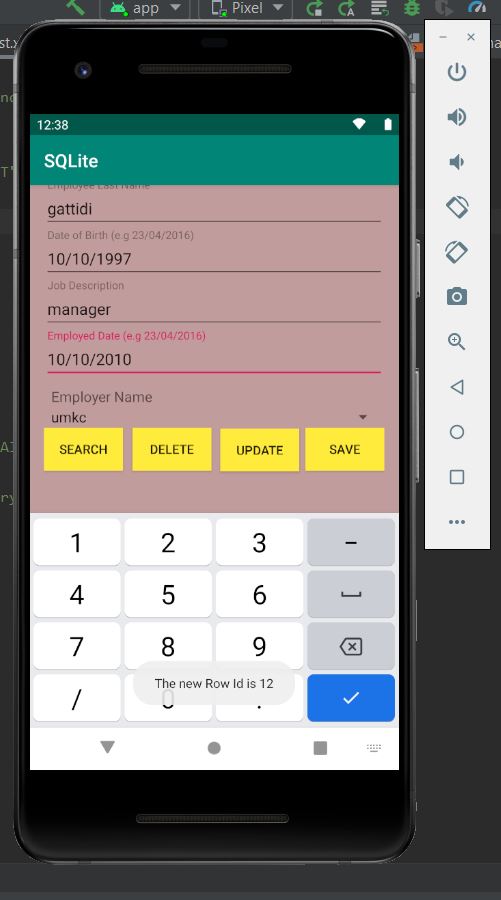 app Pixel
12:38
SQLite
Employee Last Name
gattidi
Date of Birth (e.g 23/04/2016)
10/10/1997
Job Description
manager
Employed Date (e.g 23/04/2016)
10/10/2010
Employer Name
umkc
SEARCH DELETE UPDATE SAVE
1 2 3 –
4 5 6
7 8 9
/ 0 .
The new Row Id is 12